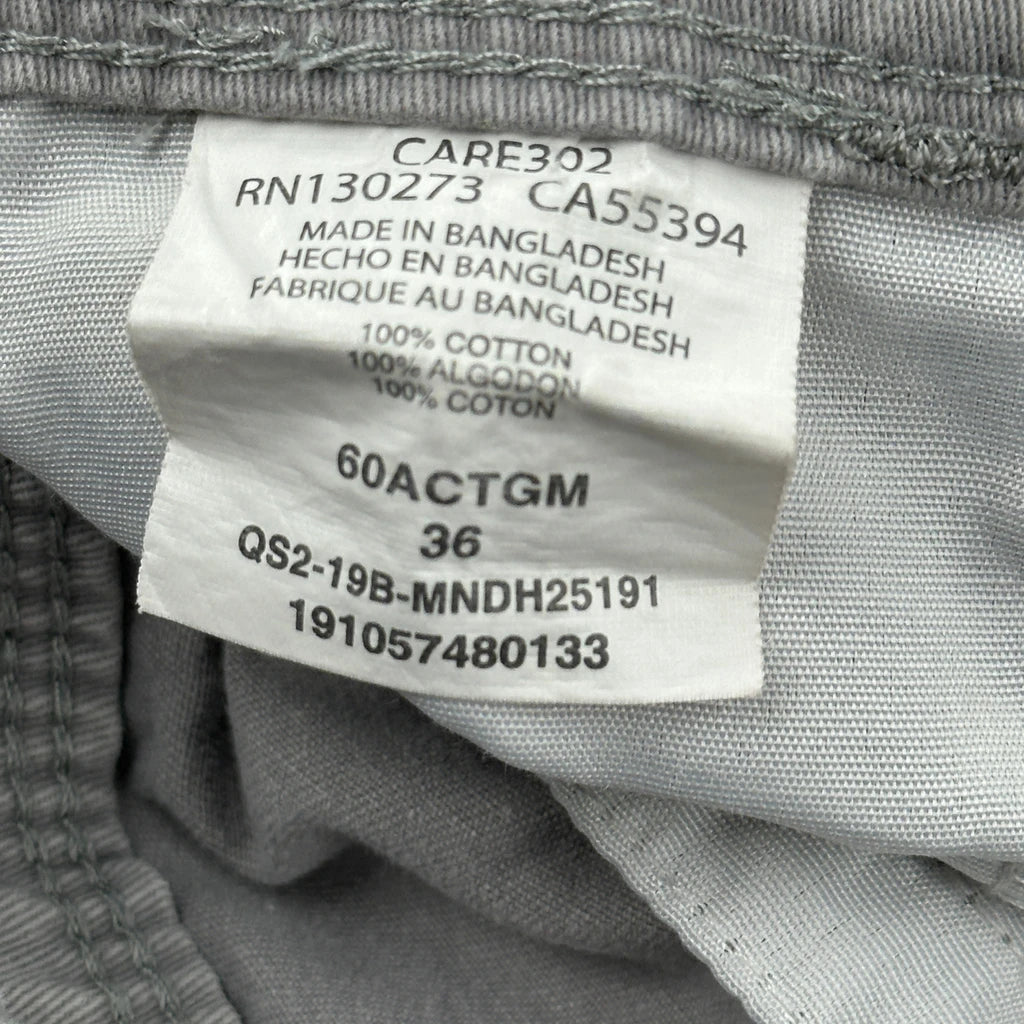 CARE302
RN130273 CA55394
MADE IN BANGLADESH
HECHO EN BANGLADESH
FABRIQUE AU BANGLADESH
100% COTTON
100% ALGODON
100% COTON
60ACTGM
36
QS2-19B-MNDH25191
191057480133